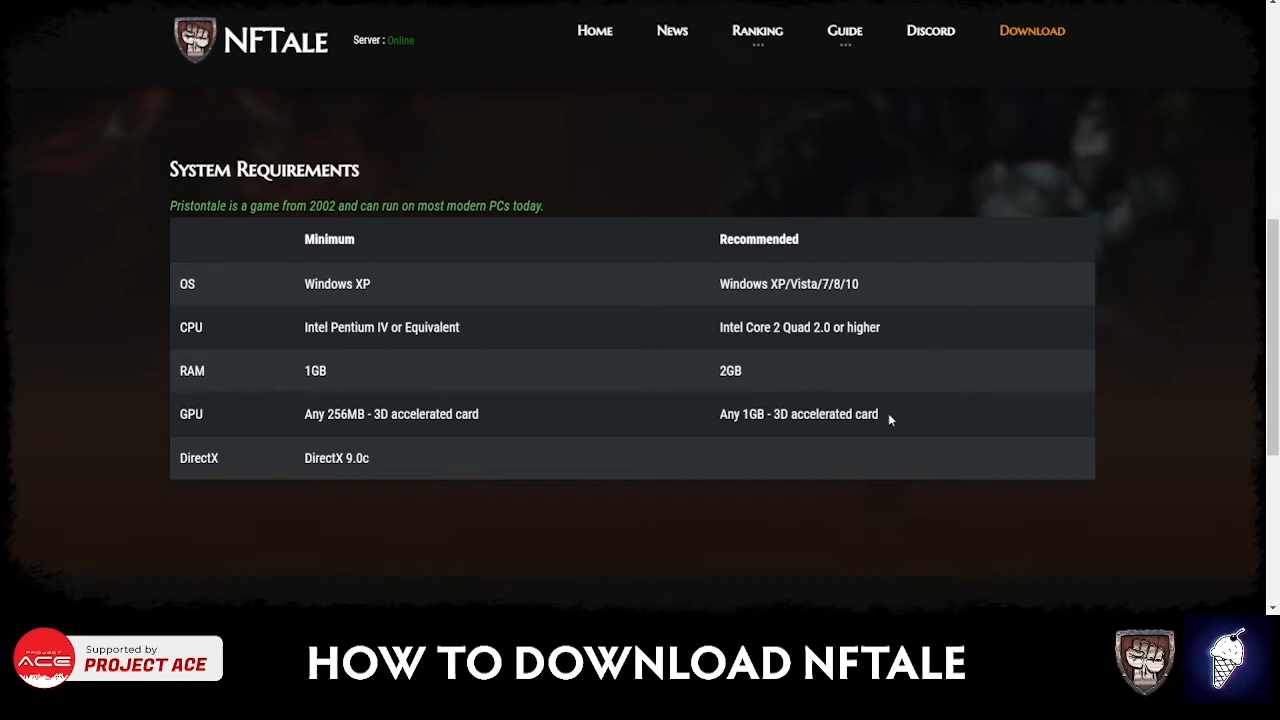 NFTALE
Server : Online
HOME NEWS RANKING GUIDE DISCORD DOWNLOAD
SYSTEM REQUIREMENTS
Pristontale is a game from 2002 and can run on most modern PCs today.
Minimum Recommended
OS Windows XP Windows XP/Vista/7/8/10
CPU Intel Pentium IV or Equivalent Intel Core 2 Quad 2.0 or higher
RAM 1GB 2GB
GPU Any 256MB - 3D accelerated card Any 1GB - 3D accelerated card
DirectX DirectX 9.0c
PROJECT
ACE
Supported by
PROJECT ACE
HOW TO DOWNLOAD NFTALE